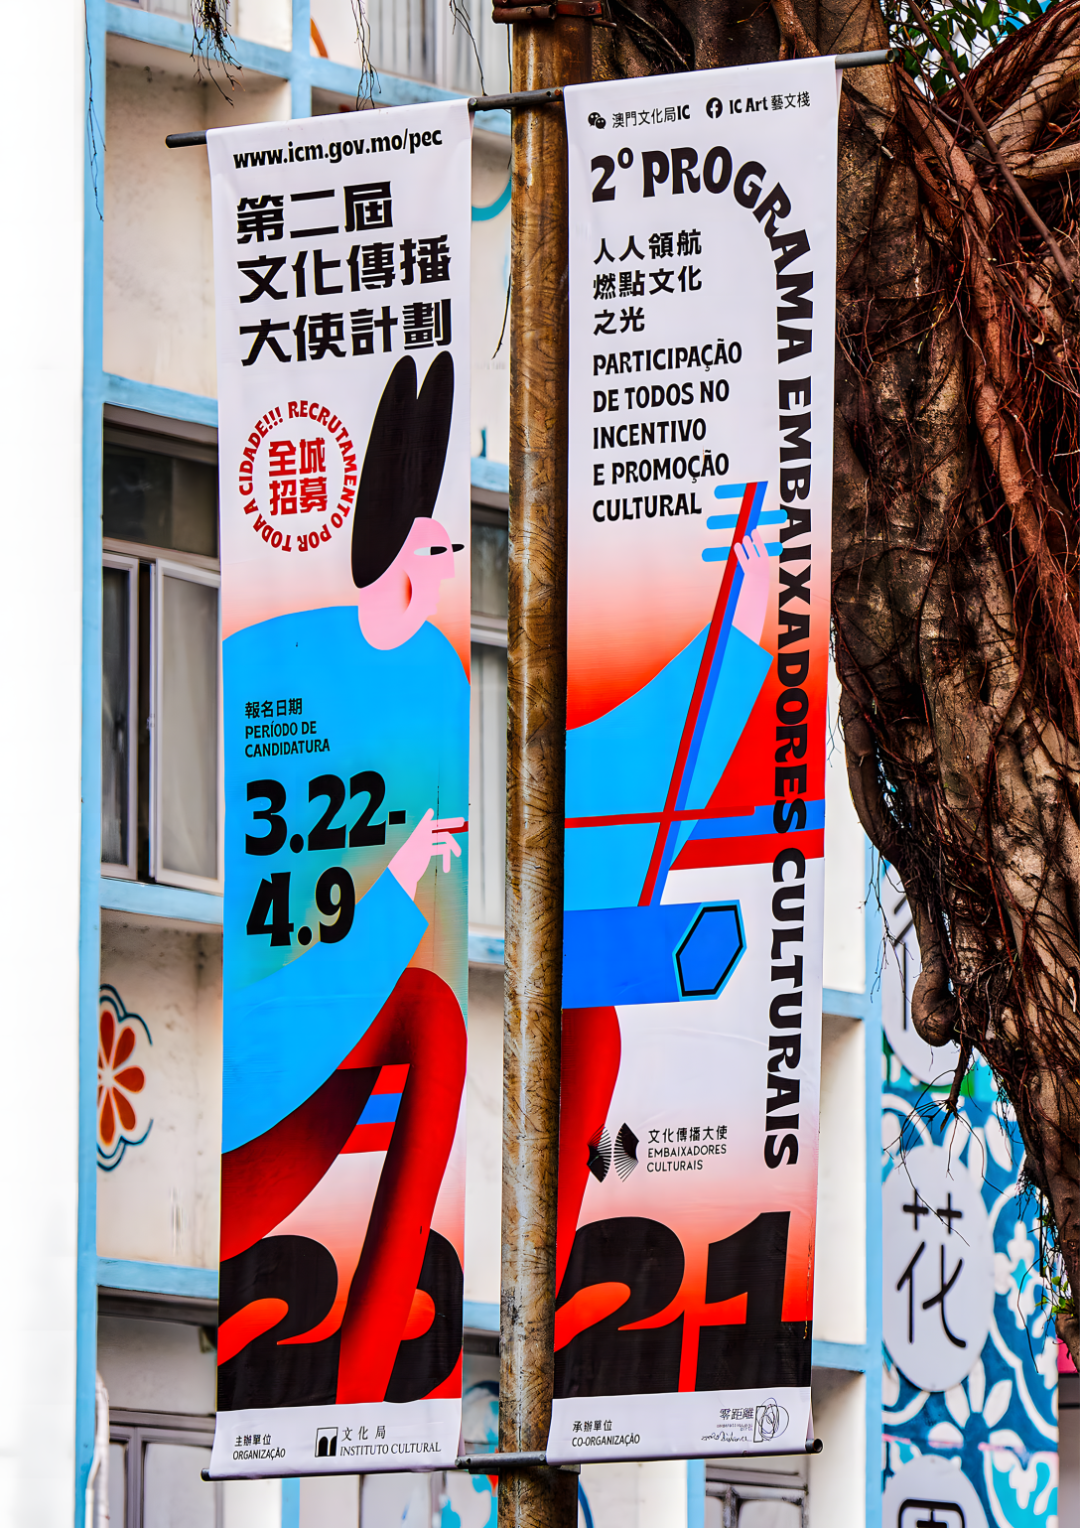 www.icm.gov.mo/pec
第二屆
文化傳播
大使計劃
RECRUTAMENTO POR TODA A CIDADE!!!
全城
招募
報名日期
PERÍODO DE
CANDIDATURA
3.22-
4.9
20
主辦單位
ORGANIZAÇÃO
文化局
INSTITUTO CULTURAL
澳門文化局IC
IC Art 藝文棧
2º PROGRAMA EMBAIXADORES CULTURAIS
人人領航
燃點文化
之光
PARTICIPAÇÃO
DE TODOS NO
INCENTIVO
E PROMOÇÃO
CULTURAL
文化傳播大使
EMBAIXADORES
CULTURAIS
21
承辦單位
CO-ORGANIZAÇÃO
零距離
花